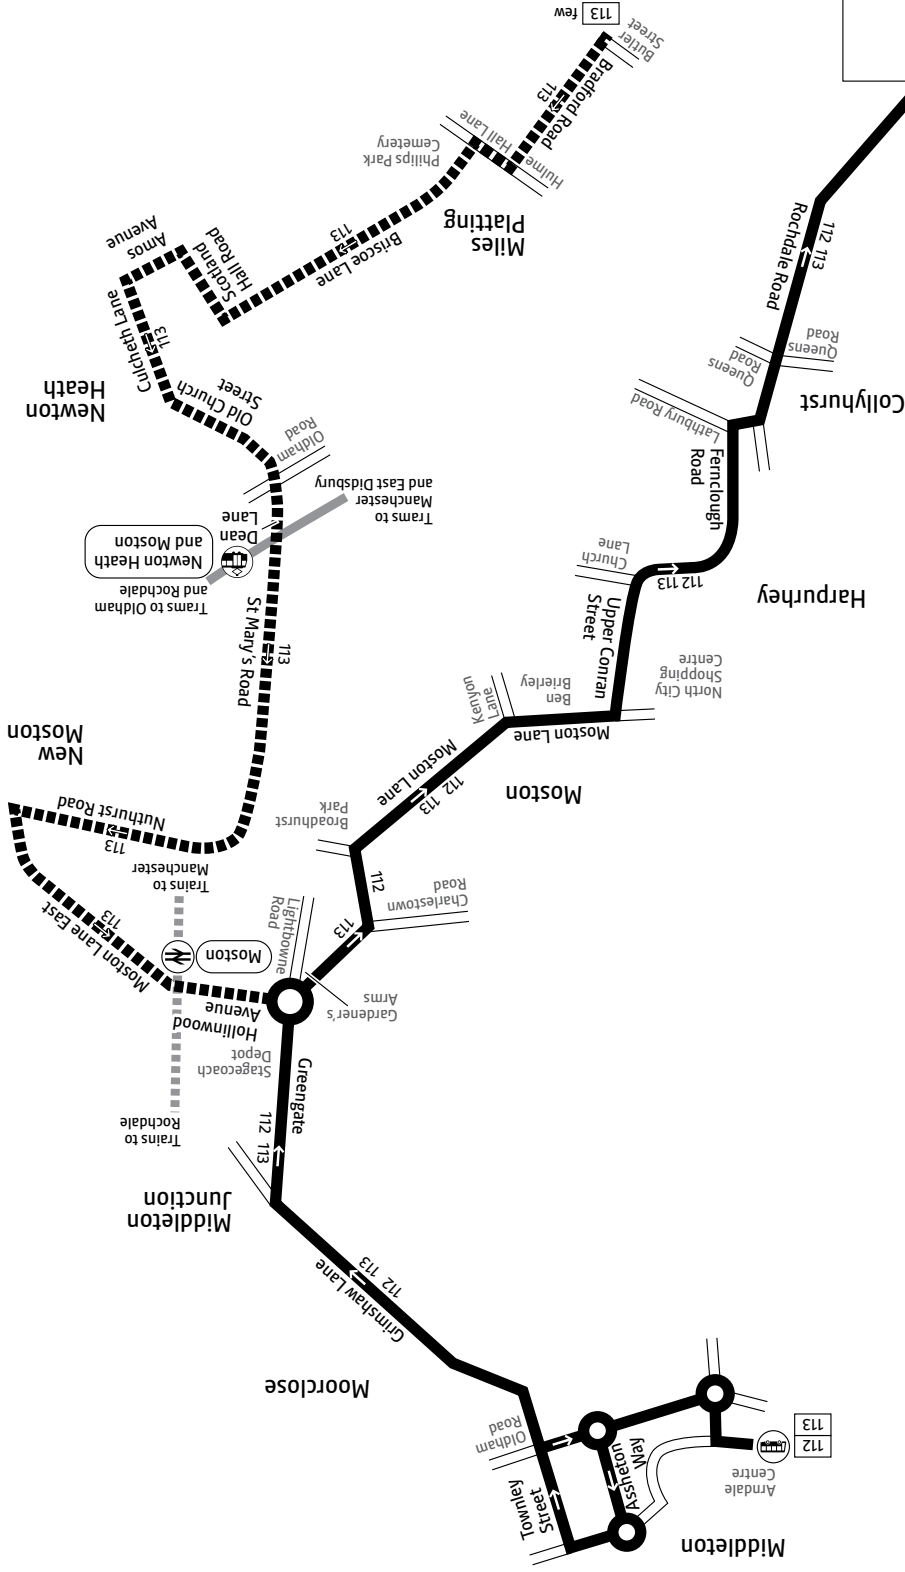 Middleton
Arndale
Centre
112
113
Townley
Street
Assheton
Way
Oldham
Road
Moorclose
Grimshaw Lane
112 113
Middleton
Junction
Trains to
Rochdale
113
112
Greengate
Stagecoach
Depot
Hollinwood
Avenue
Gardener's
Arms
Moston
Moston Lane East
113
Lightbowne
Road
113
Charlestown
Road
112
Trains to
Manchester
113
Nuthurst Road
Broadhurst
Park
Moston Lane
112
113
New
Moston
Moston
Moston Lane
Kenyon
Lane
Ben
Brierley
North City
Shopping
Centre
Upper Conran
Street
St Mary's Road
113
Harpurhey
Church
Lane
112 113
Trams to Oldham
and Rochdale
Newton Heath
and Moston
Dean
Lane
Trams to
Manchester
and East Didsbury
Fernclough
Road
Lathbury Road
Oldham
Road
Old Church
Street
Newton
Heath
Collyhurst
Queens
Road
Queens
Road
Culcheth Lane
113
Rochdale Road
112
113
Amos
Avenue
Scotland
Hall Road
Briscoe Lane
113
Miles
Platting
Philips Park
Cemetery
Hulme
Hall Lane
Bradford Road
113
Butler
Street
113
few